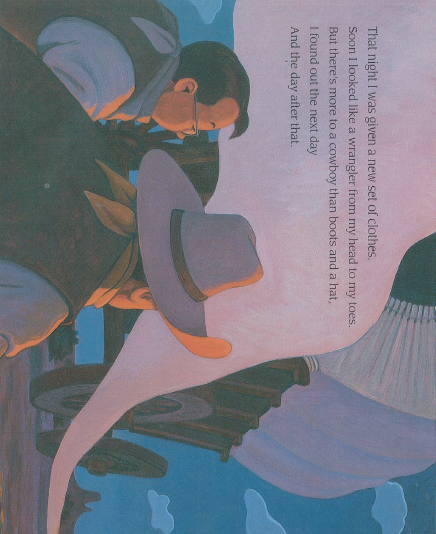 That night I was given a new set of clothes.
Soon I looked like a wrangler from my head to my toes.
But there's more to a cowboy than boots and a hat,
I found out the next day
And the day after that.